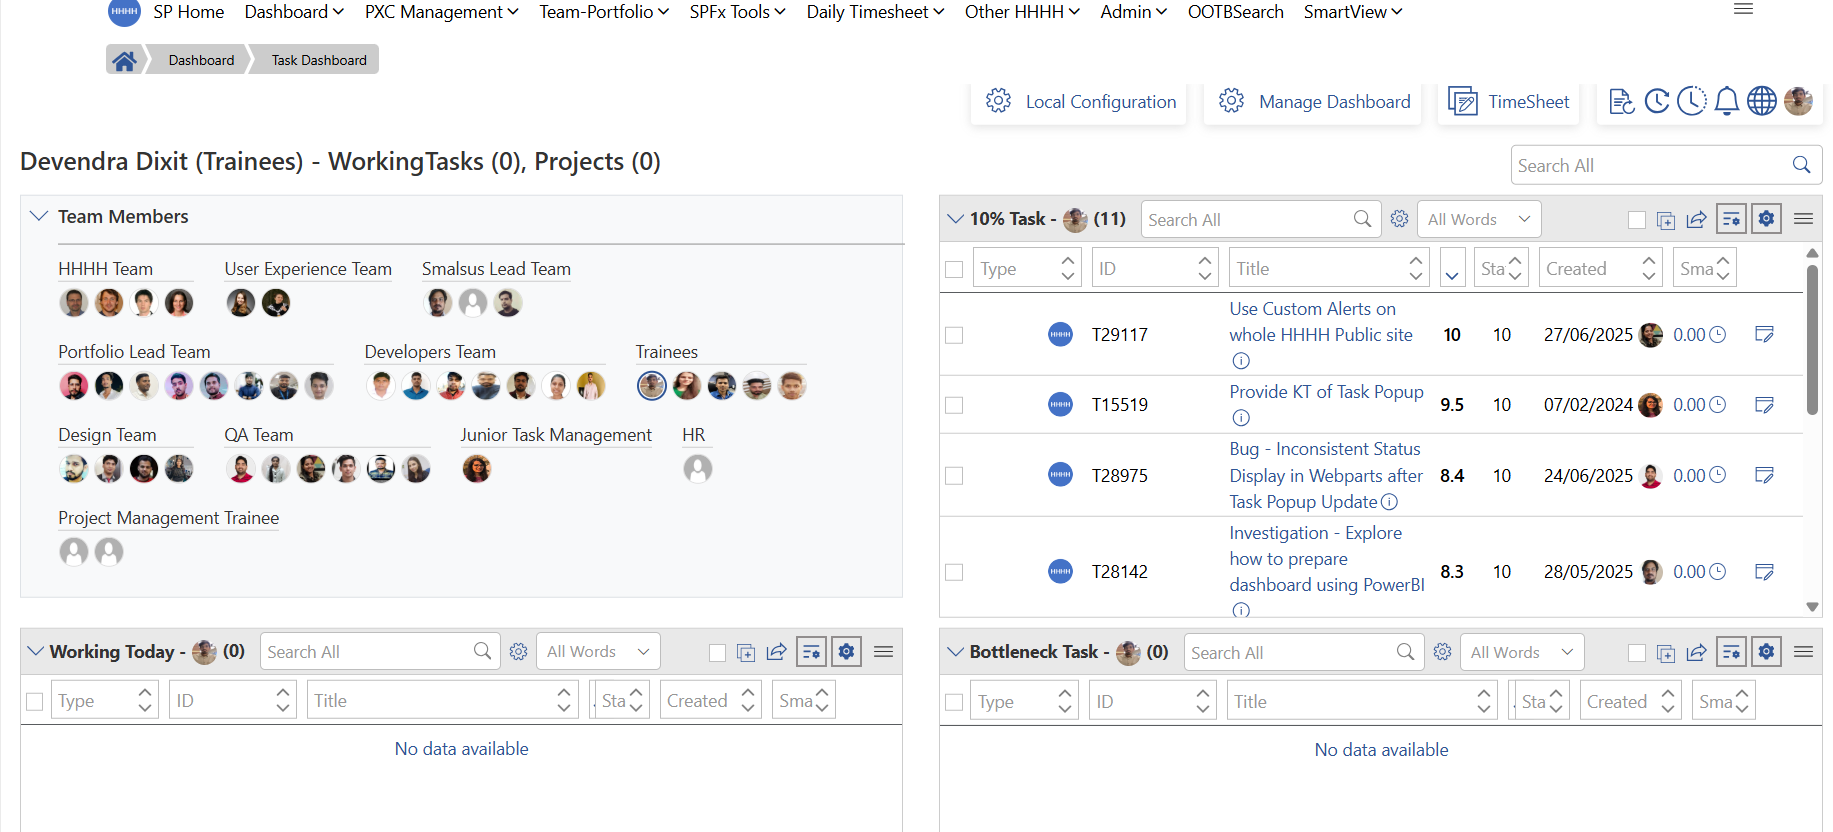 HHHH SP Home Dashboard PXC Management Team-Portfolio SPFx Tools Daily Timesheet Other HHHH Admin OOTBSearch SmartView
Dashboard Task Dashboard
Local Configuration Manage Dashboard TimeSheet
Devendra Dixit (Trainees) - WorkingTasks (0), Projects (0)
Search All
Team Members
HHHH Team User Experience Team Smalsus Lead Team
Portfolio Lead Team Developers Team Trainees
Design Team QA Team Junior Task Management HR
Project Management Trainee
10% Task - (11) Search All All Words
Type ID Title Sta Created Sma
HHHH T29117 Use Custom Alerts on
whole HHHH Public site
10 10 27/06/2025 0.00
HHHH T15519 Provide KT of Task Popup
9.5 10 07/02/2024 0.00
HHHH T28975 Bug - Inconsistent Status
Display in Webparts after
Task Popup Update
8.4 10 24/06/2025 0.00
HHHH T28142 Investigation - Explore
how to prepare
dashboard using PowerBI
8.3 10 28/05/2025 0.00
Working Today - (0) Search All All Words
Type ID Title Sta Created Sma
No data available
Bottleneck Task - (0) Search All All Words
Type ID Title Sta Created Sma
No data available